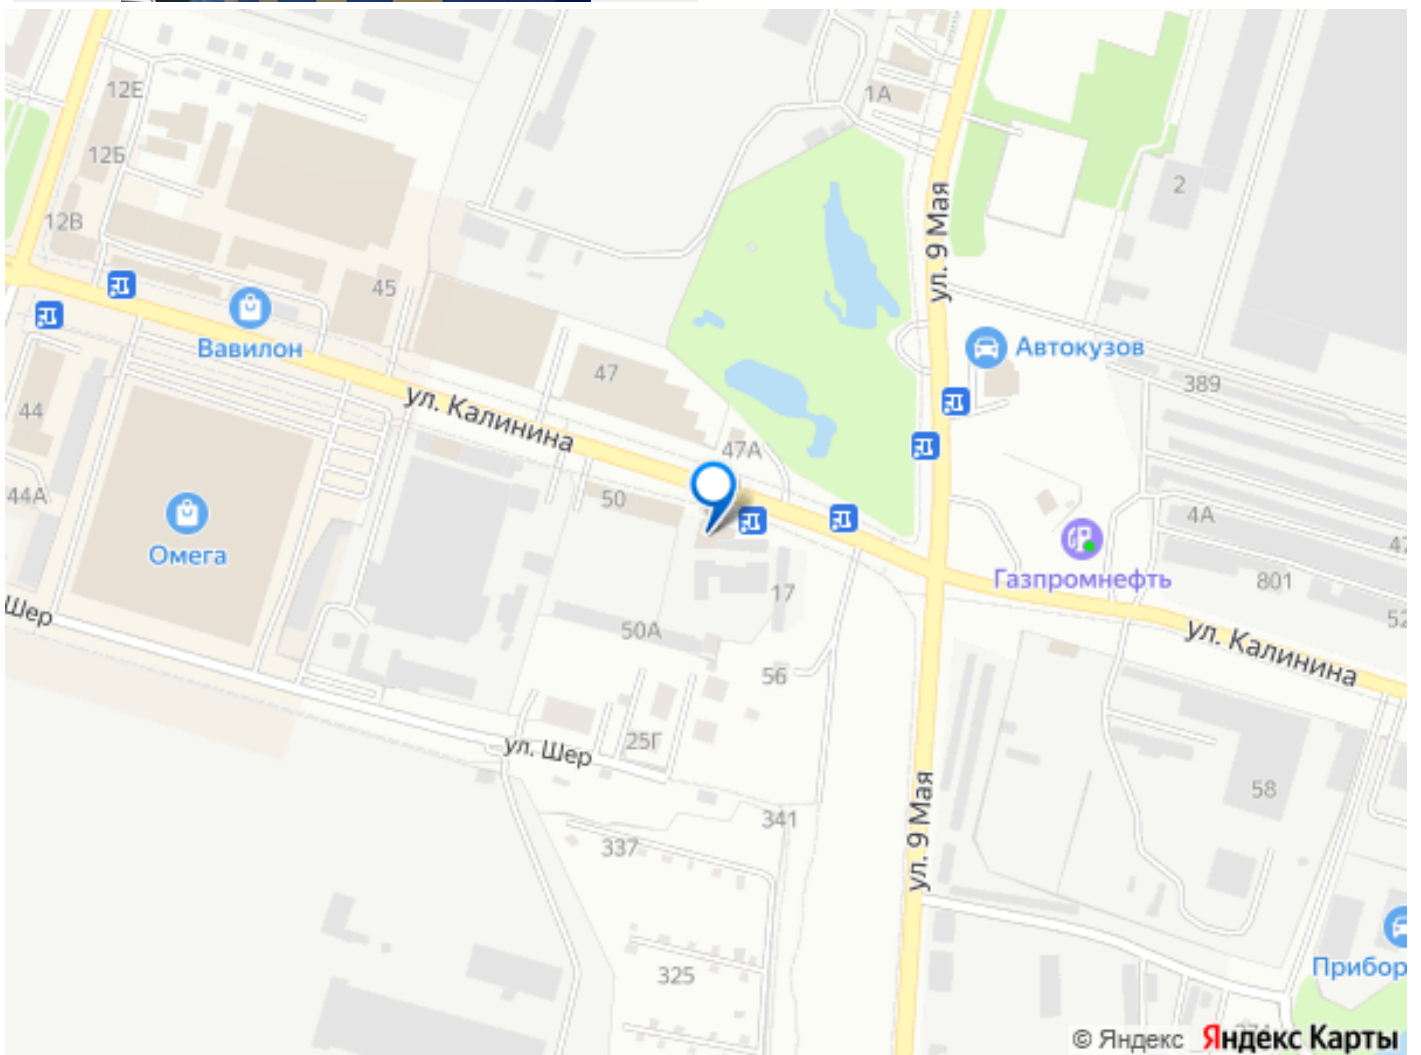 12Е
1А
12Б
2
ул. 9 Мая
12В
45
Вавилон
Автокузов
47
389
ул. Калинина
44
47А
44А
50
4А
Омега
Газпромнефть
801
17
Шер
50А
ул. Калинина
56
ул. Шер
25Г
58
341
ул. 9 Мая
337
Прибор
325
© Яндекс
Яндекс Карты